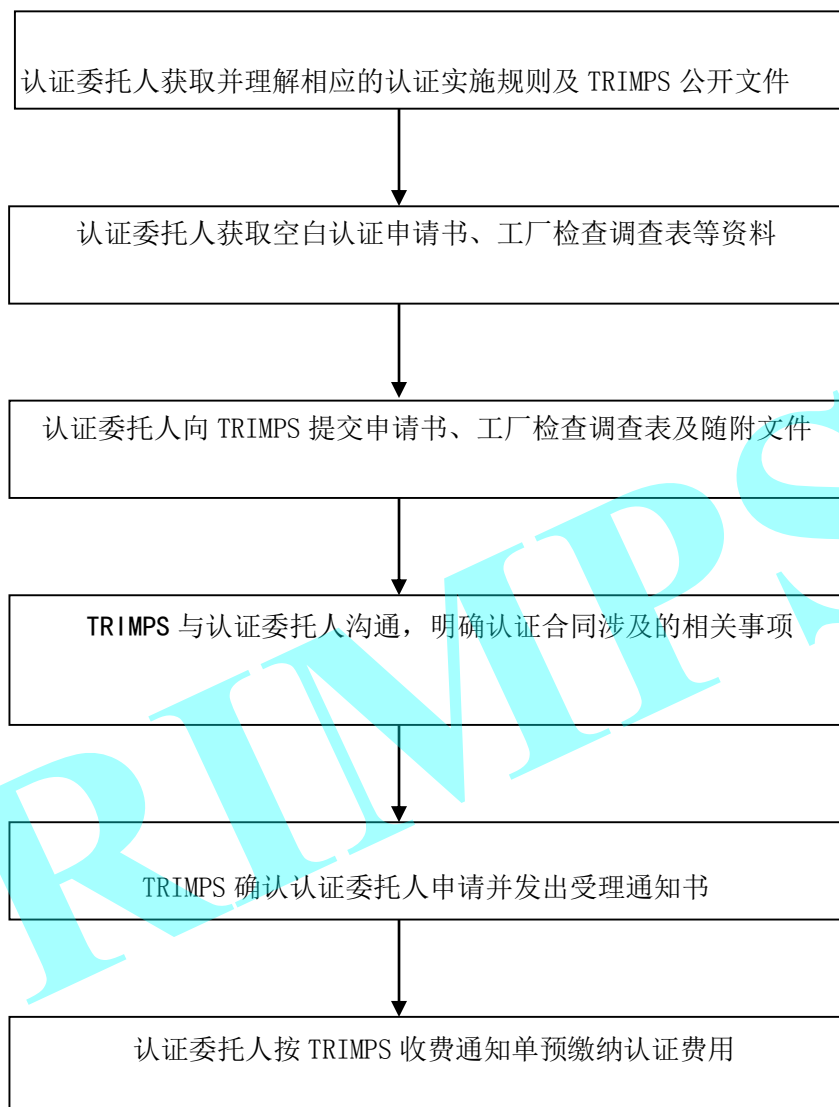 认证委托人获取并理解相应的认证实施规则及 TRIMPS 公开文件
认证委托人获取空白认证申请书、工厂检查调查表等资料
认证委托人向 TRIMPS 提交申请书、工厂检查调查表及随附文件
TRIMPS 与认证委托人沟通，明确认证合同涉及的相关事项
TRIMPS 确认认证委托人申请并发出受理通知书
认证委托人按 TRIMPS 收费通知单预缴纳认证费用
RIMPS